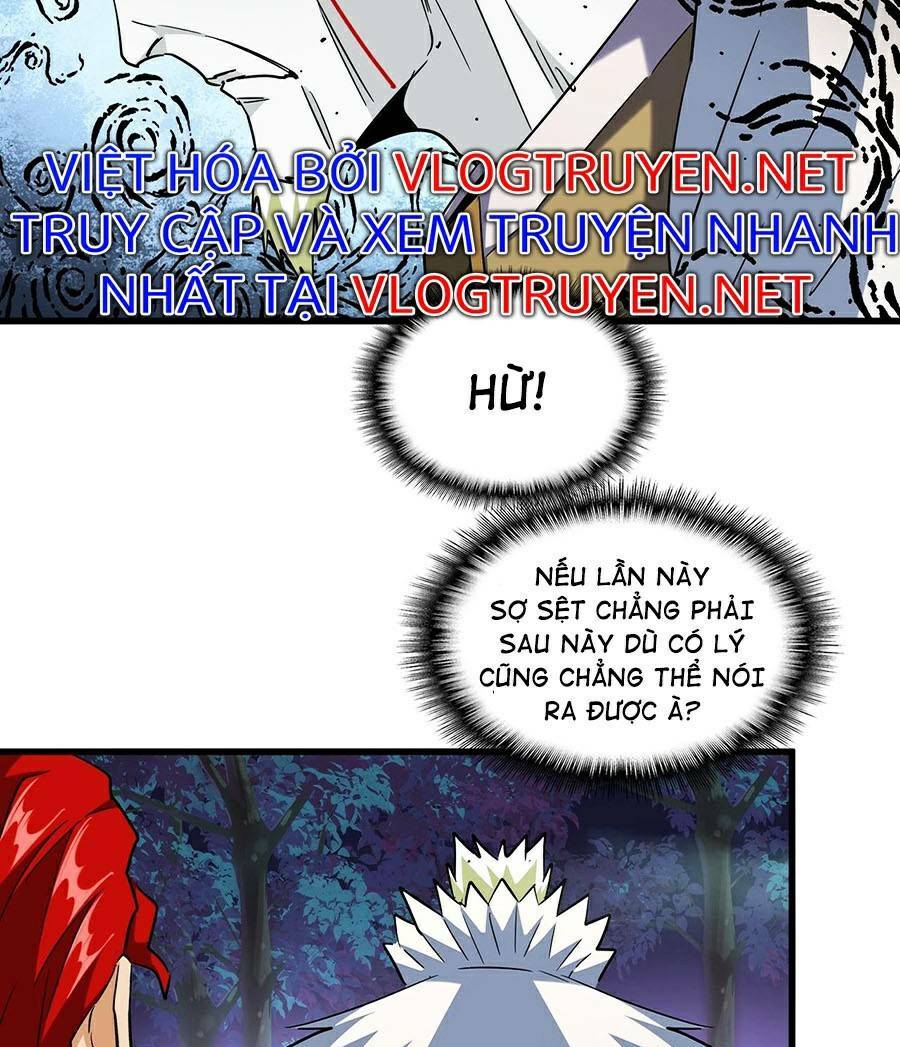 VIỆT HÓA BỞI VLOGTRUYEN.NET
TRUY CẬP VÀ XEM TRUYỆN NHANH
NHẤT TẠI VLOGTRUYEN.NET
HỪ!
NẾU LẦN NÀY
SỢ SỆT CHẲNG PHẢI
SAU NÀY DÙ CÓ LÝ
CŨNG CHẲNG THỂ NÓI
RA ĐƯỢC À?